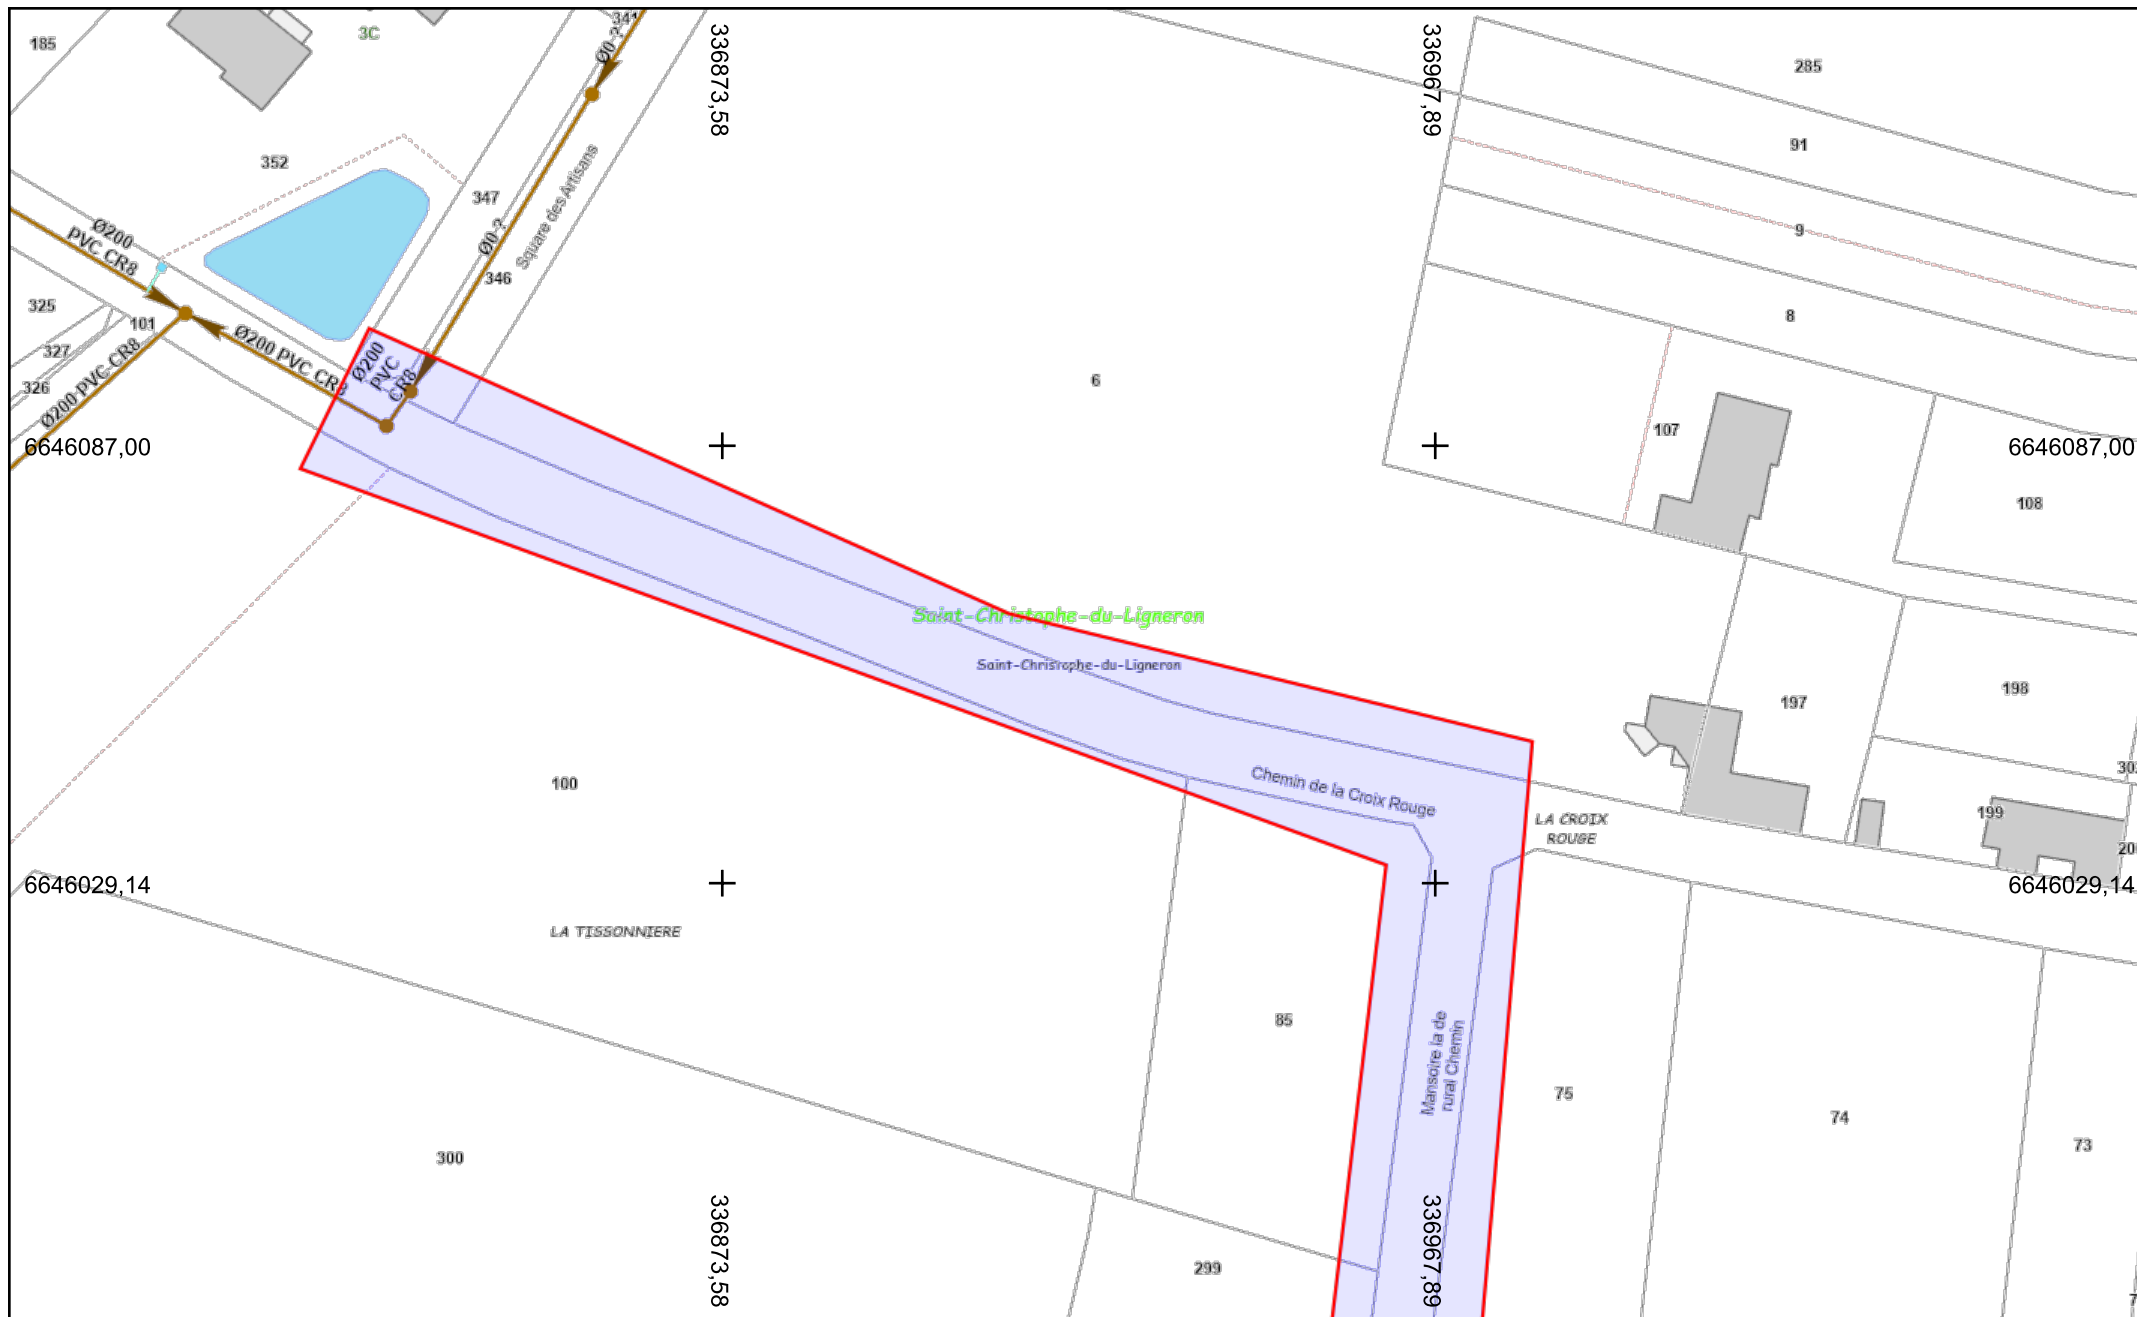 341
3C
185
Ø0-?
336873,58
336967,89
285
91
352
347
Ø0-?
Square des Artisans
346
9
Ø200
PVC CR8
325
101
8
327
Ø200 PVC CR8
Ø200
PVC
CR8
326
Ø200 PVC CR8
6
107
6646087,00
6646087,00
108
Saint-Christophe-du-Ligneron
Saint-Christophe-du-Ligneron
198
197
Chemin de la Croix Rouge
100
LA CROIX
ROUGE
199
6646029,14
6646029,14
LA TISSONNIERE
85
Mansoire la de
rural Chemin
75
74
73
300
336873,58
336967,89
299